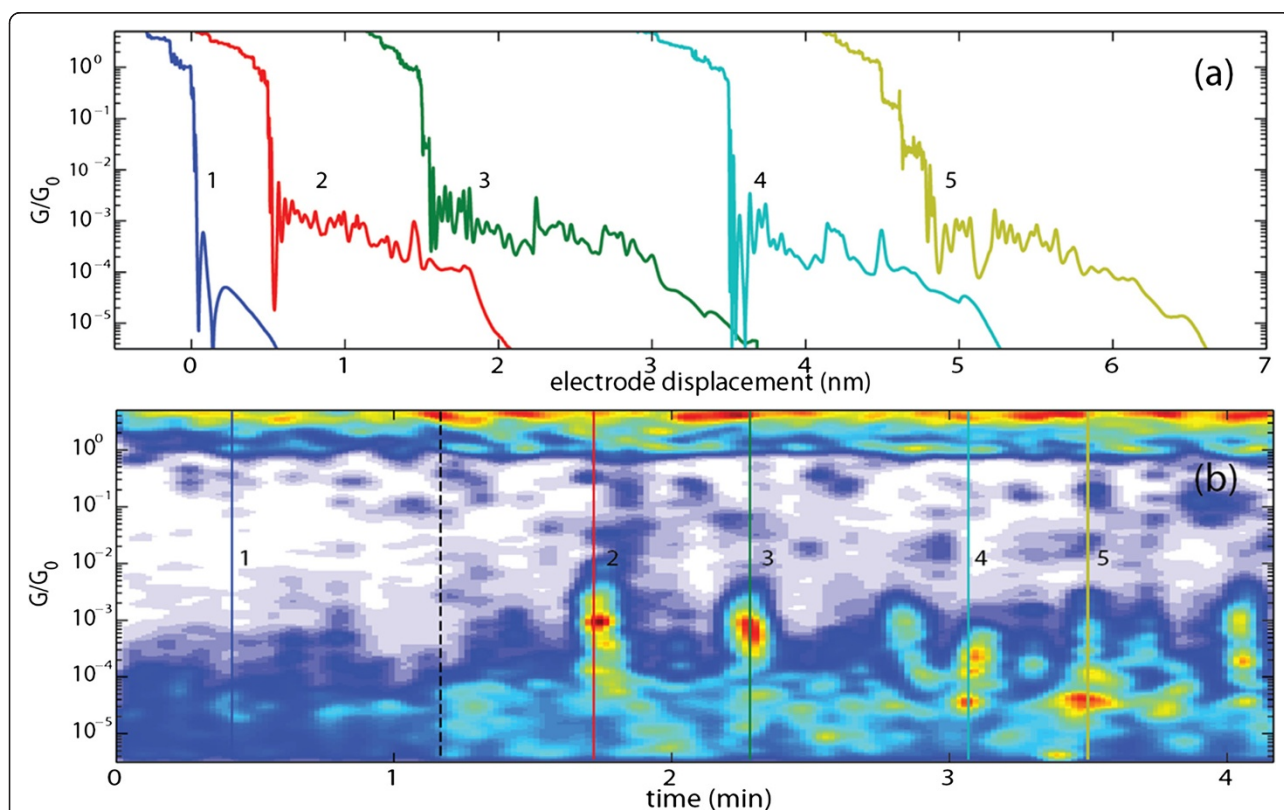 (a)
G/G₀
10⁰
10⁻¹
10⁻²
10⁻³
10⁻⁴
10⁻⁵
1
2
3
4
5
0 1 2 3 4 5 6 7
electrode displacement (nm)
(b)
G/G₀
10⁰
10⁻¹
10⁻²
10⁻³
10⁻⁴
10⁻⁵
1
2
3
4
5
0 1 2 3 4
time (min)